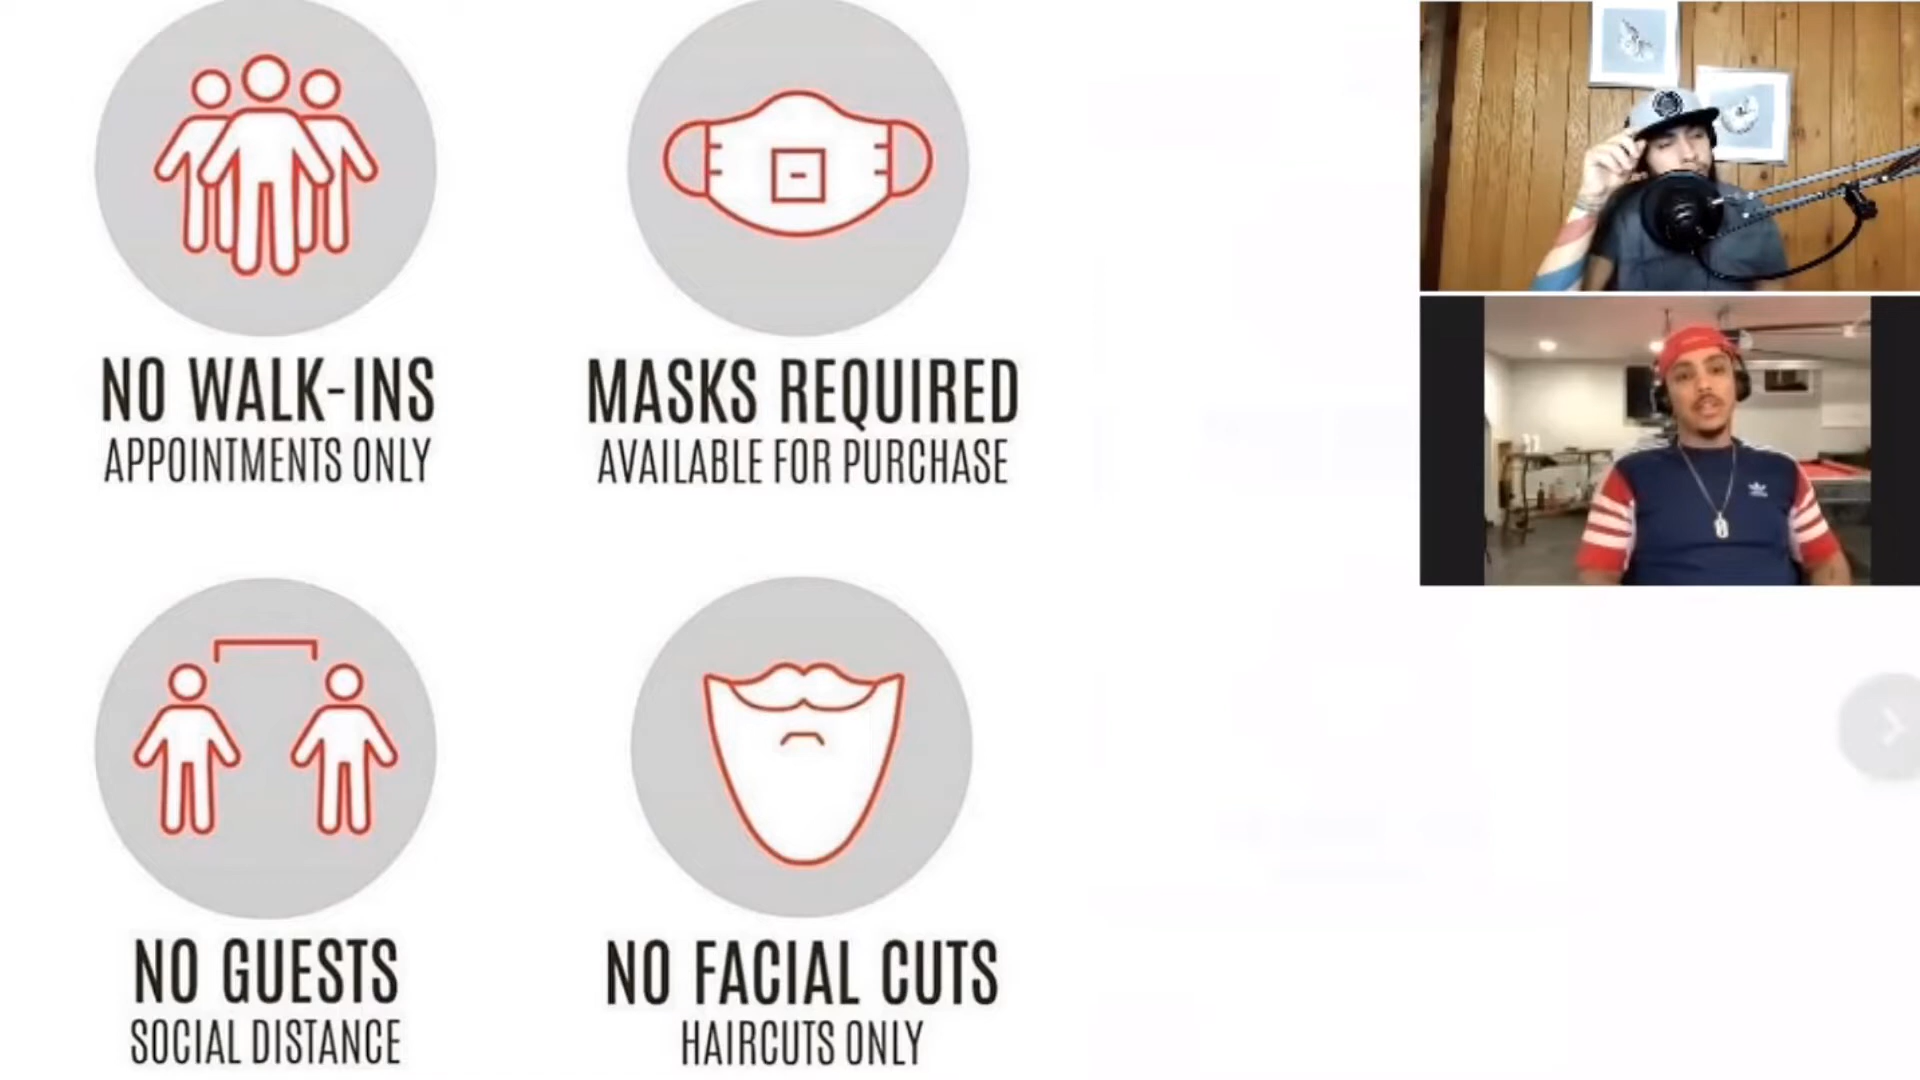 NO WALK-INS
APPOINTMENTS ONLY
MASKS REQUIRED
AVAILABLE FOR PURCHASE
NO GUESTS
SOCIAL DISTANCE
NO FACIAL CUTS
HAIRCUTS ONLY